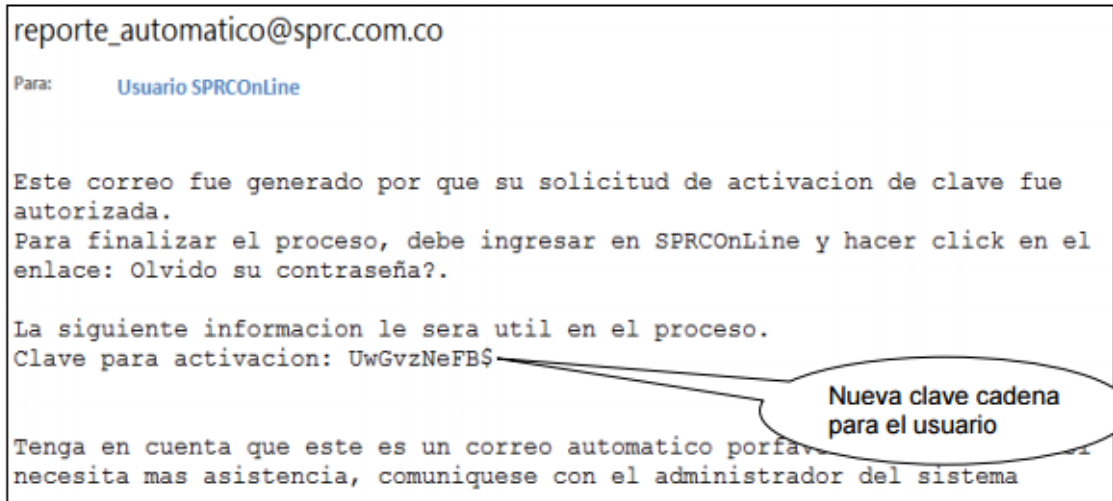 reporte_automatico@sprc.com.co
Para: Usuario SPRCOnLine
Este correo fue generado por que su solicitud de activacion de clave fue
autorizada.
Para finalizar el proceso, debe ingresar en SPRCOnLine y hacer click en el
enlace: Olvido su contraseña?.
La siguiente informacion le sera util en el proceso.
Clave para activacion: UwGvzNeFB$
Nueva clave cadena
para el usuario
Tenga en cuenta que este es un correo automatico
necesita mas asistencia, comuniquese con el administrador del sistema